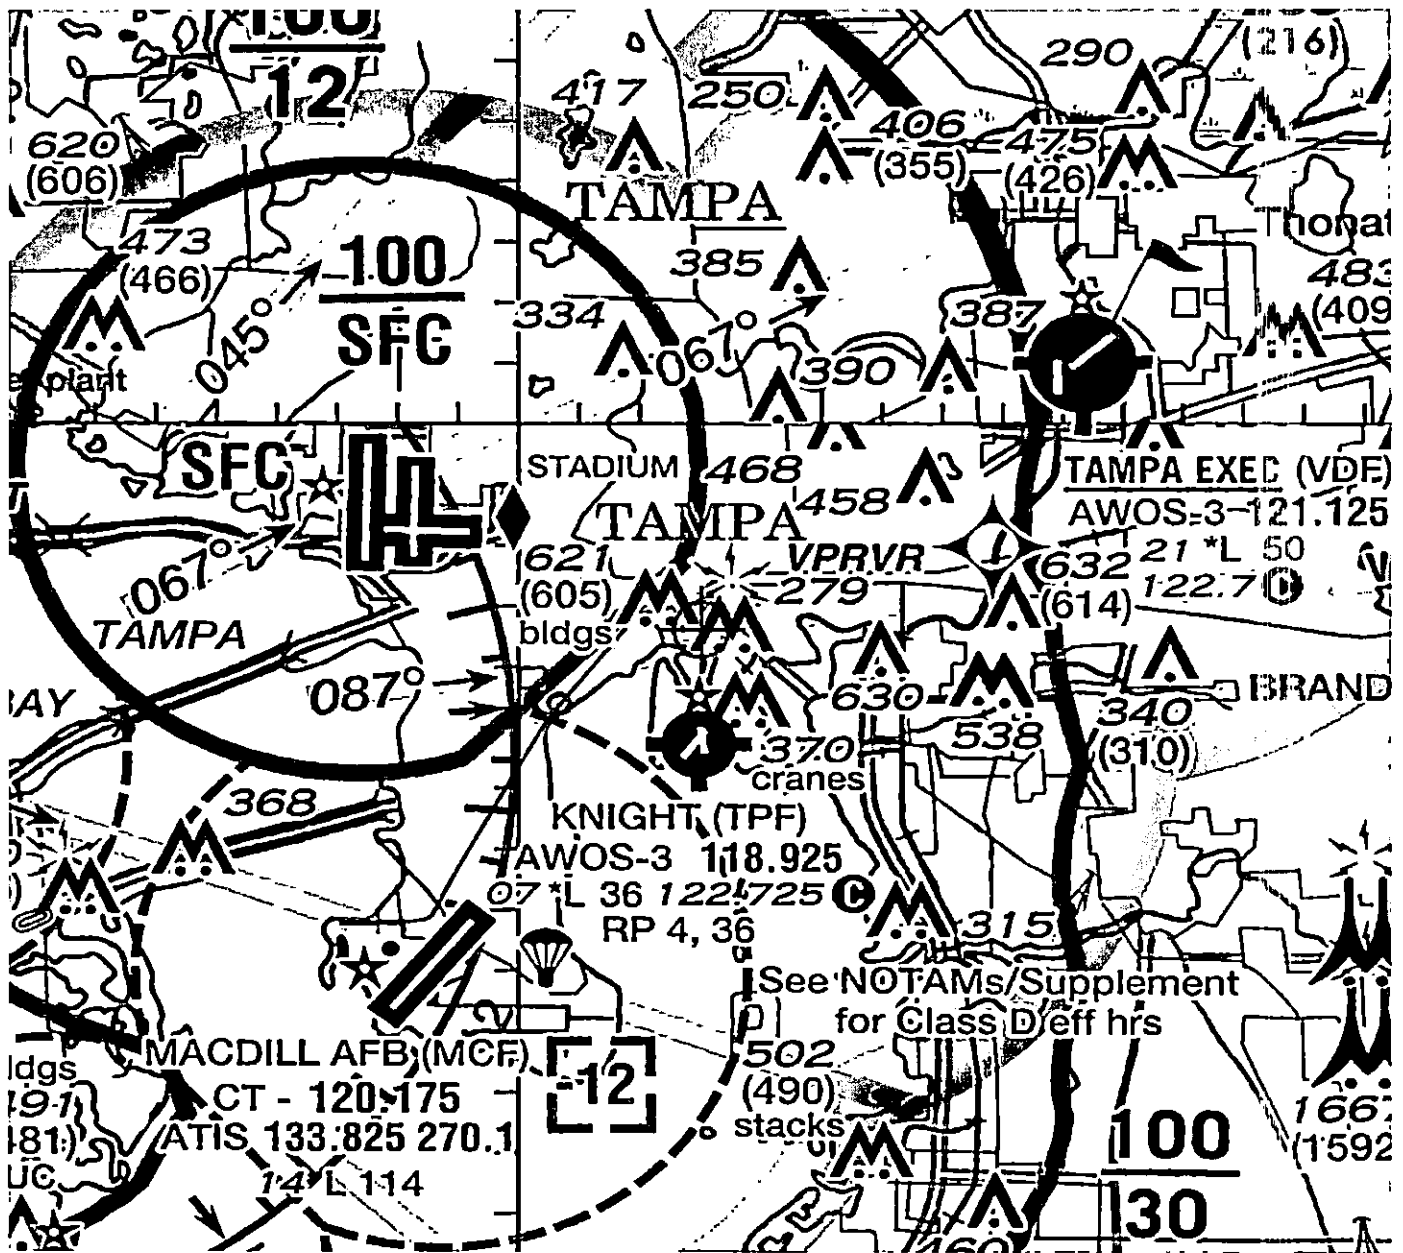 100
12
417
250
290
(216)
620
(606)
406
(355)
475
(426)
TAMPA
473
(466)
100
SFC
385
483
(409
045°
334
067°
387
390
plant
SFC
STADIUM
468
458
TAMPA EXEC (VDF)
AWOS-3 121.125
21 *L 50
122.7 C
TAMPA
067°
621
(605)
bldgs
VPRVR
279
632
(614)
TAMPA
087°
630
538
340
(310)
BRAND
370
cranes
368
KNIGHT (TPF)
AWOS-3 118.925
07 *L 36 122.725 C
RP 4, 36
315
See NOTAMs/Supplement
for Class D eff hrs
MACDILL AFB (MCF)
CT - 120.175
ATIS 133.825 270.1
14 L 114
12
502
(490)
stacks
100
30
1667
(1592
460